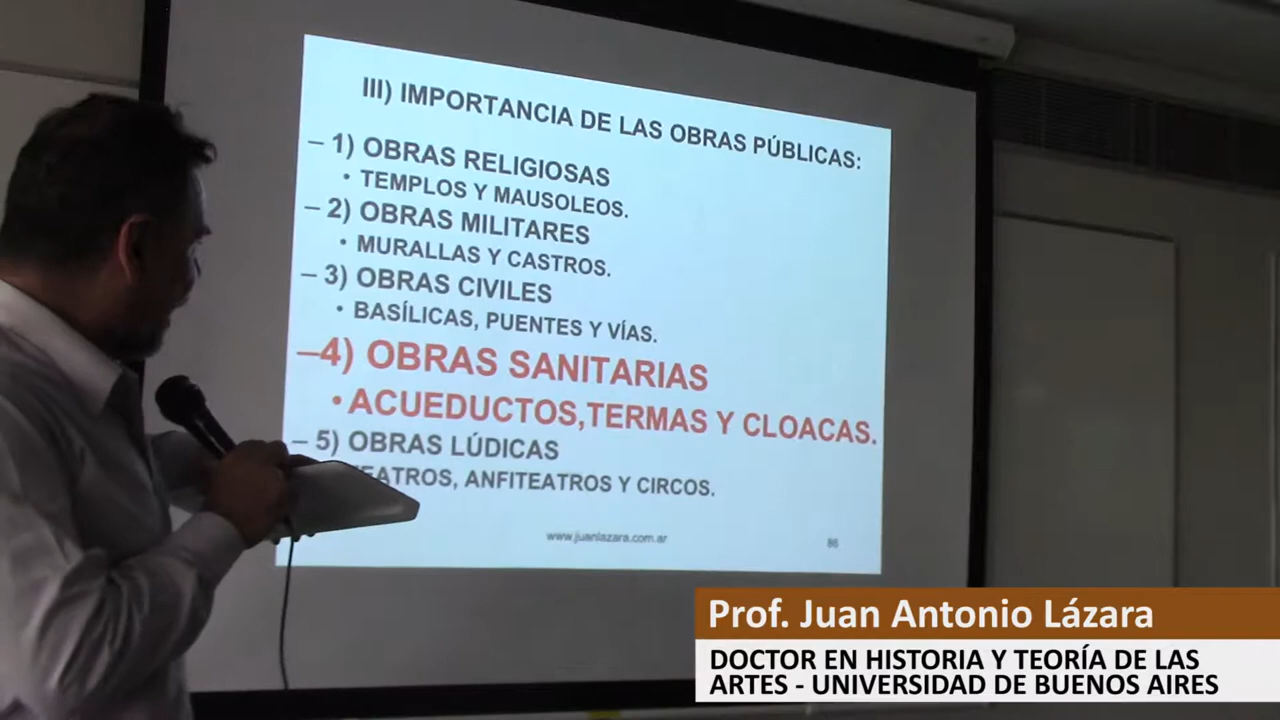 III) IMPORTANCIA DE LAS OBRAS PÚBLICAS:
– 1) OBRAS RELIGIOSAS
• TEMPLOS Y MAUSOLEOS.
– 2) OBRAS MILITARES
• MURALLAS Y CASTROS.
– 3) OBRAS CIVILES
• BASÍLICAS, PUENTES Y VÍAS.
–4) OBRAS SANITARIAS
• ACUEDUCTOS,TERMAS Y CLOACAS.
– 5) OBRAS LÚDICAS
TEATROS, ANFITEATROS Y CIRCOS.
www.juanlazara.com.ar
86
Prof. Juan Antonio Lázara
DOCTOR EN HISTORIA Y TEORÍA DE LAS
ARTES - UNIVERSIDAD DE BUENOS AIRES